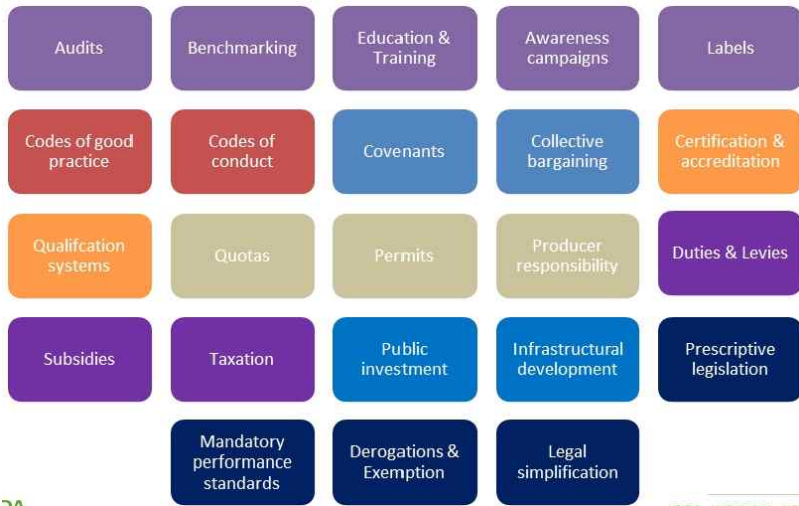 Audits
Benchmarking
Education &
Training
Awareness
campaigns
Labels
Codes of good
practice
Codes of
conduct
Covenants
Collective
bargaining
Certification &
accreditation
Qualifcation
systems
Quotas
Permits
Producer
responsibility
Duties & Levies
Subsidies
Taxation
Public
investment
Infrastructural
development
Prescriptive
legislation
Mandatory
performance
standards
Derogations &
Exemption
Legal
simplification